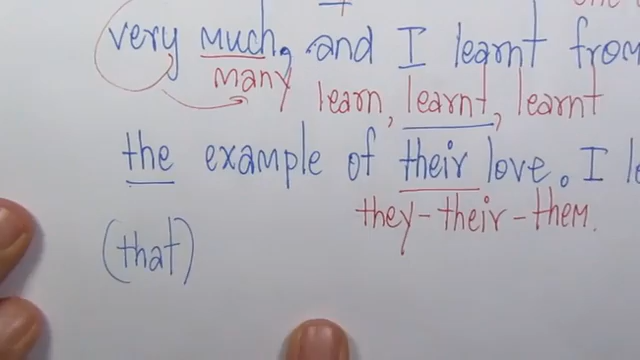 very much, and I learnt from
many learn, learnt, learnt
the example of their love. I
they-their-them.
(that)